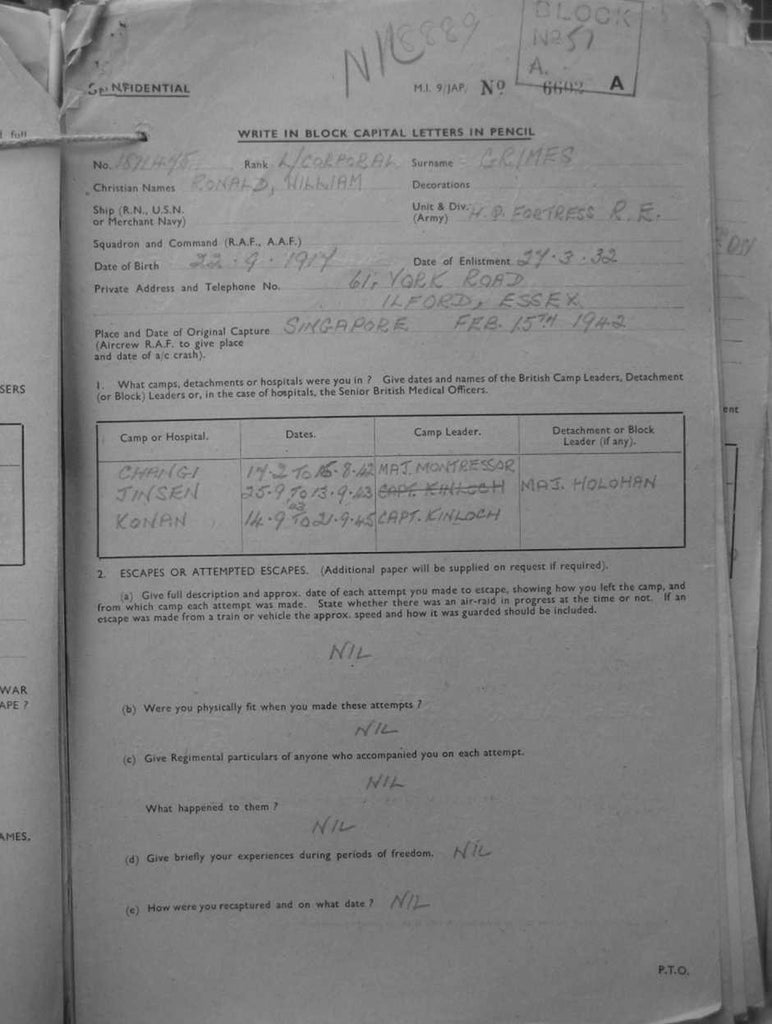 BLOCK
No 51
A.
NIL 8889
CONFIDENTIAL
M.I. 9/JAP. No 6602 A
WRITE IN BLOCK CAPITAL LETTERS IN PENCIL
No. Rank L/CORPORAL Surname GRIMES
Christian Names RONALD, WILLIAM Decorations
Ship (R.N., U.S.N. or Merchant Navy) Unit & Div. (Army) H.Q. FORTRESS R.E.
Squadron and Command (R.A.F., A.A.F.)
Date of Birth 22.9.1917 Date of Enlistment 27.3.32
Private Address and Telephone No. 61, YORK ROAD
ILFORD, ESSEX
Place and Date of Original Capture SINGAPORE FEB. 15TH 1942
(Aircrew R.A.F. to give place
and date of a/c crash).
1. What camps, detachments or hospitals were you in ? Give dates and names of the British Camp Leaders, Detachment
(or Block) Leaders or, in the case of hospitals, the Senior British Medical Officers.
Camp or Hospital. Dates. Camp Leader. Detachment or Block Leader (if any).
CHANGI 17.2 TO 16.8.42 MAJ. MONTRESSOR
JINSEN 25.9 TO 13.9.43 CAPT. KINLOCH MAJ. HOLOHAN
KONAN 14.9.43 TO 21.9.45 CAPT. KINLOCH
2. ESCAPES OR ATTEMPTED ESCAPES. (Additional paper will be supplied on request if required).
(a) Give full description and approx. date of each attempt you made to escape, showing how you left the camp, and
from which camp each attempt was made. State whether there was an air-raid in progress at the time or not. If an
escape was made from a train or vehicle the approx. speed and how it was guarded should be included.
NIL
(b) Were you physically fit when you made these attempts ?
NIL
(c) Give Regimental particulars of anyone who accompanied you on each attempt.
NIL
What happened to them ?
NIL
(d) Give briefly your experiences during periods of freedom. NIL
(e) How were you recaptured and on what date ? NIL
P.T.O.
SERS
WAR
APE ?
AMES.